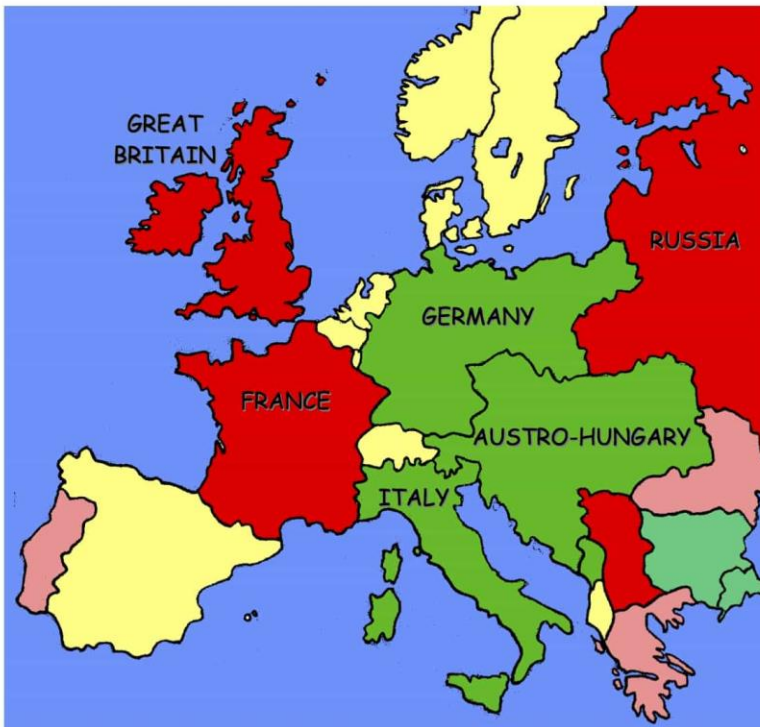 GREAT
BRITAIN
RUSSIA
GERMANY
FRANCE
AUSTRO-HUNGARY
ITALY